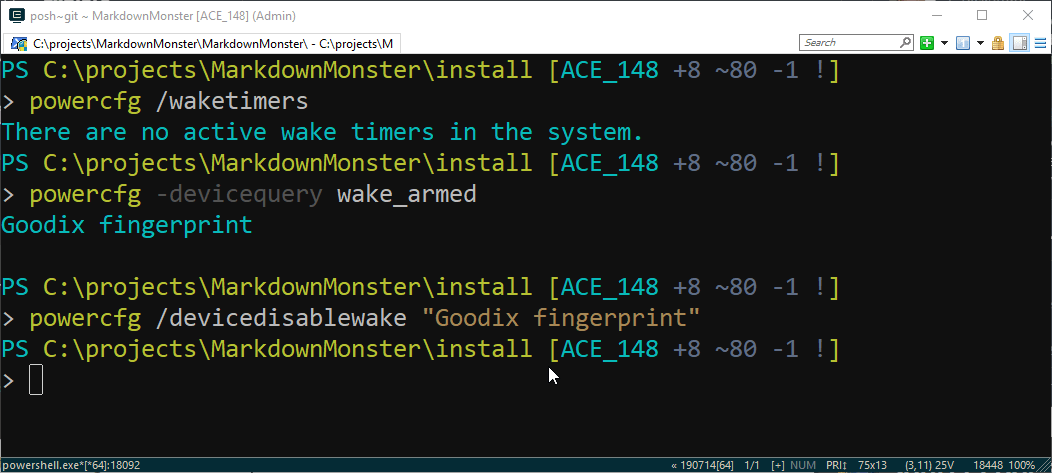 posh~git ~ MarkdownMonster [ACE_148] (Admin)
C:\projects\MarkdownMonster\MarkdownMonster\ - C:\projects\M
Search
PS C:\projects\MarkdownMonster\install [ACE_148 +8 ~80 -1 !]
> powercfg /waketimers
There are no active wake timers in the system.
PS C:\projects\MarkdownMonster\install [ACE_148 +8 ~80 -1 !]
> powercfg -devicequery wake_armed
Goodix fingerprint
PS C:\projects\MarkdownMonster\install [ACE_148 +8 ~80 -1 !]
> powercfg /devicedisablewake "Goodix fingerprint"
PS C:\projects\MarkdownMonster\install [ACE_148 +8 ~80 -1 !]
>
powershell.exe*[*64]:18092 « 190714[64] 1/1 [+] NUM PRI↕ 75x13 (3,11) 25V 18448 100%